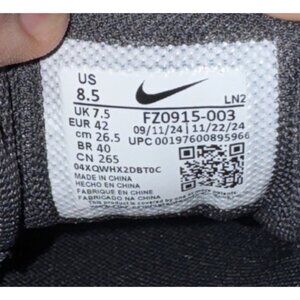 US
8.5
LN2
UK 7.5
EUR 42
cm 26.5
BR 40
CN 265
FZ0915-003
09/11/24 11/22/24
UPC 00197600895966
04XQWHX2DBT0C
MADE IN CHINA
HECHO EN CHINA
FABRIQUÉ EN CHINE
FABRICADO NA CHINA